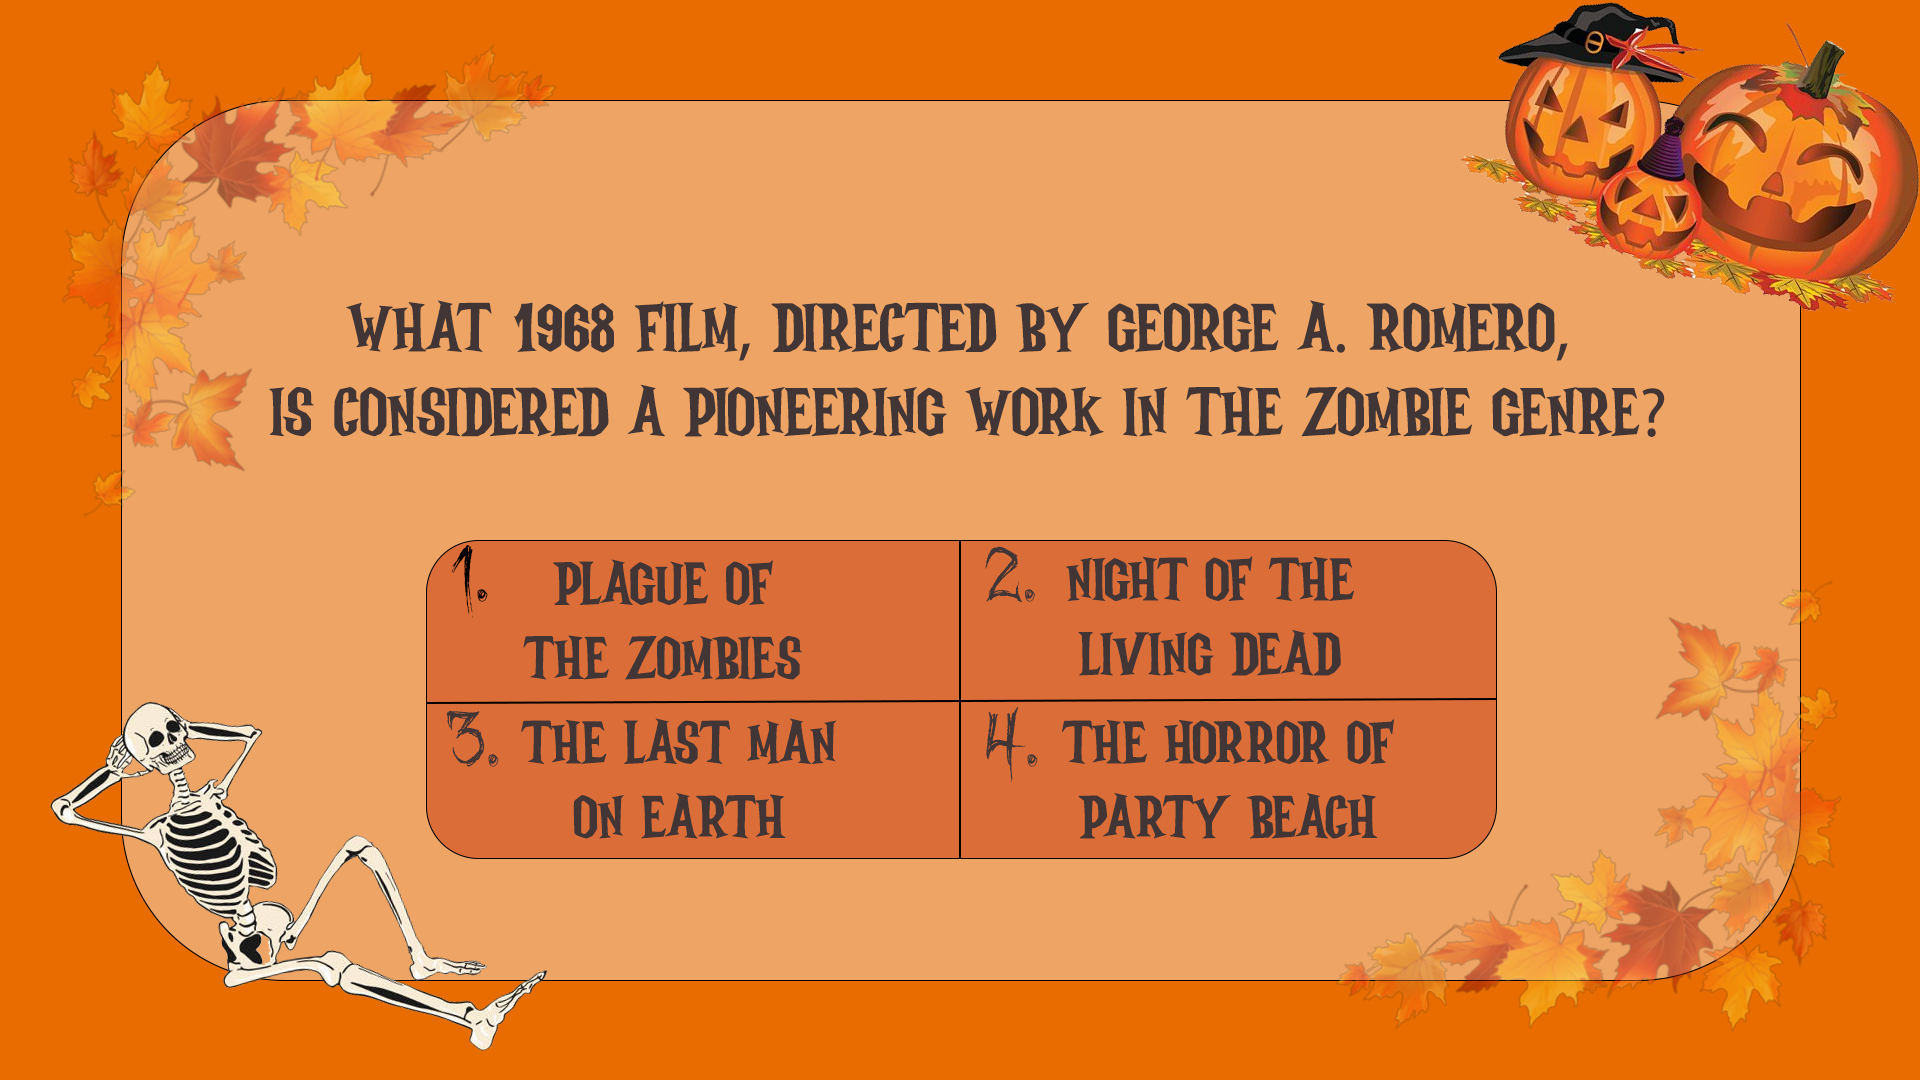 WHAT 1968 FILM, DIRECTED BY GEORGE A. ROMERO,
IS CONSIDERED A PIONEERING WORK IN THE ZOMBIE GENRE?
1. PLAGUE OF
THE ZOMBIES
2. NIGHT OF THE
LIVING DEAD
3. THE LAST MAN
ON EARTH
4. THE HORROR OF
PARTY BEACH